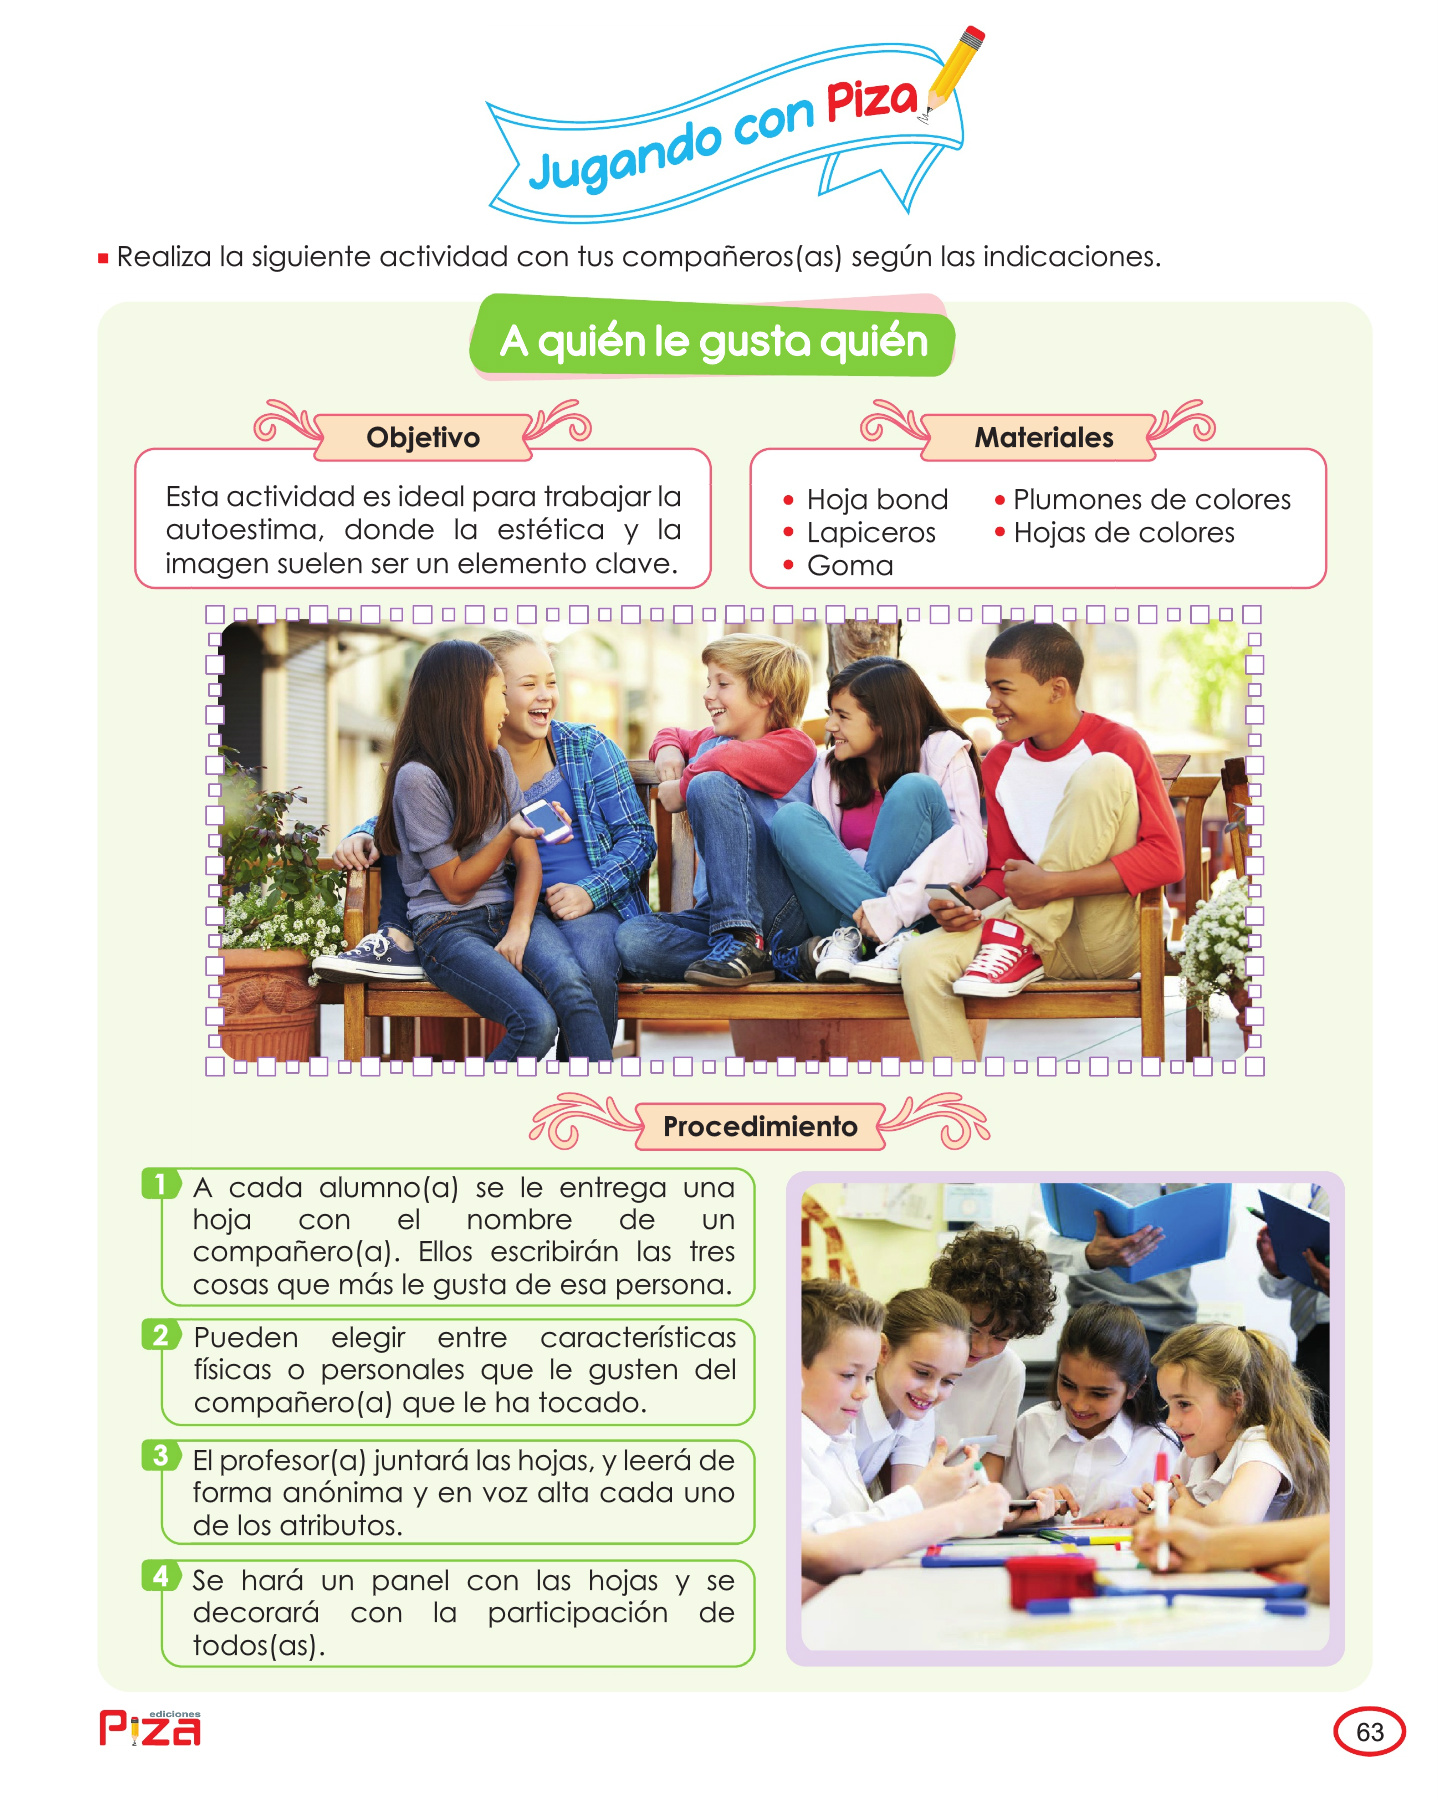 Jugando con Piza
Realiza la siguiente actividad con tus compañeros(as) según las indicaciones.
A quién le gusta quién
Objetivo
Esta actividad es ideal para trabajar la
autoestima, donde la estética y la
imagen suelen ser un elemento clave.
Materiales
• Hoja bond
• Lapiceros
• Goma
• Plumones de colores
• Hojas de colores
Procedimiento
1 A cada alumno(a) se le entrega una
hoja con el nombre de un
compañero(a). Ellos escribirán las tres
cosas que más le gusta de esa persona.
2 Pueden elegir entre características
físicas o personales que le gusten del
compañero(a) que le ha tocado.
3 El profesor(a) juntará las hojas, y leerá de
forma anónima y en voz alta cada uno
de los atributos.
4 Se hará un panel con las hojas y se
decorará con la participación de
todos(as).
ediciones
Piza
63